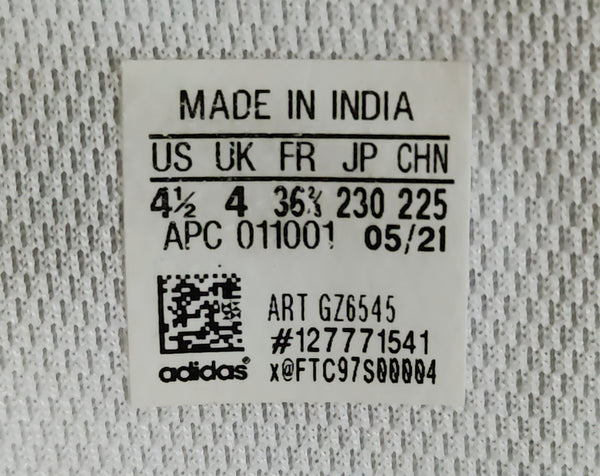 MADE IN INDIA
US UK FR JP CHN
4½ 4 36⅔ 230 225
APC 011001 05/21
ART GZ6545
#127771541
adidas x@FTC97S00004